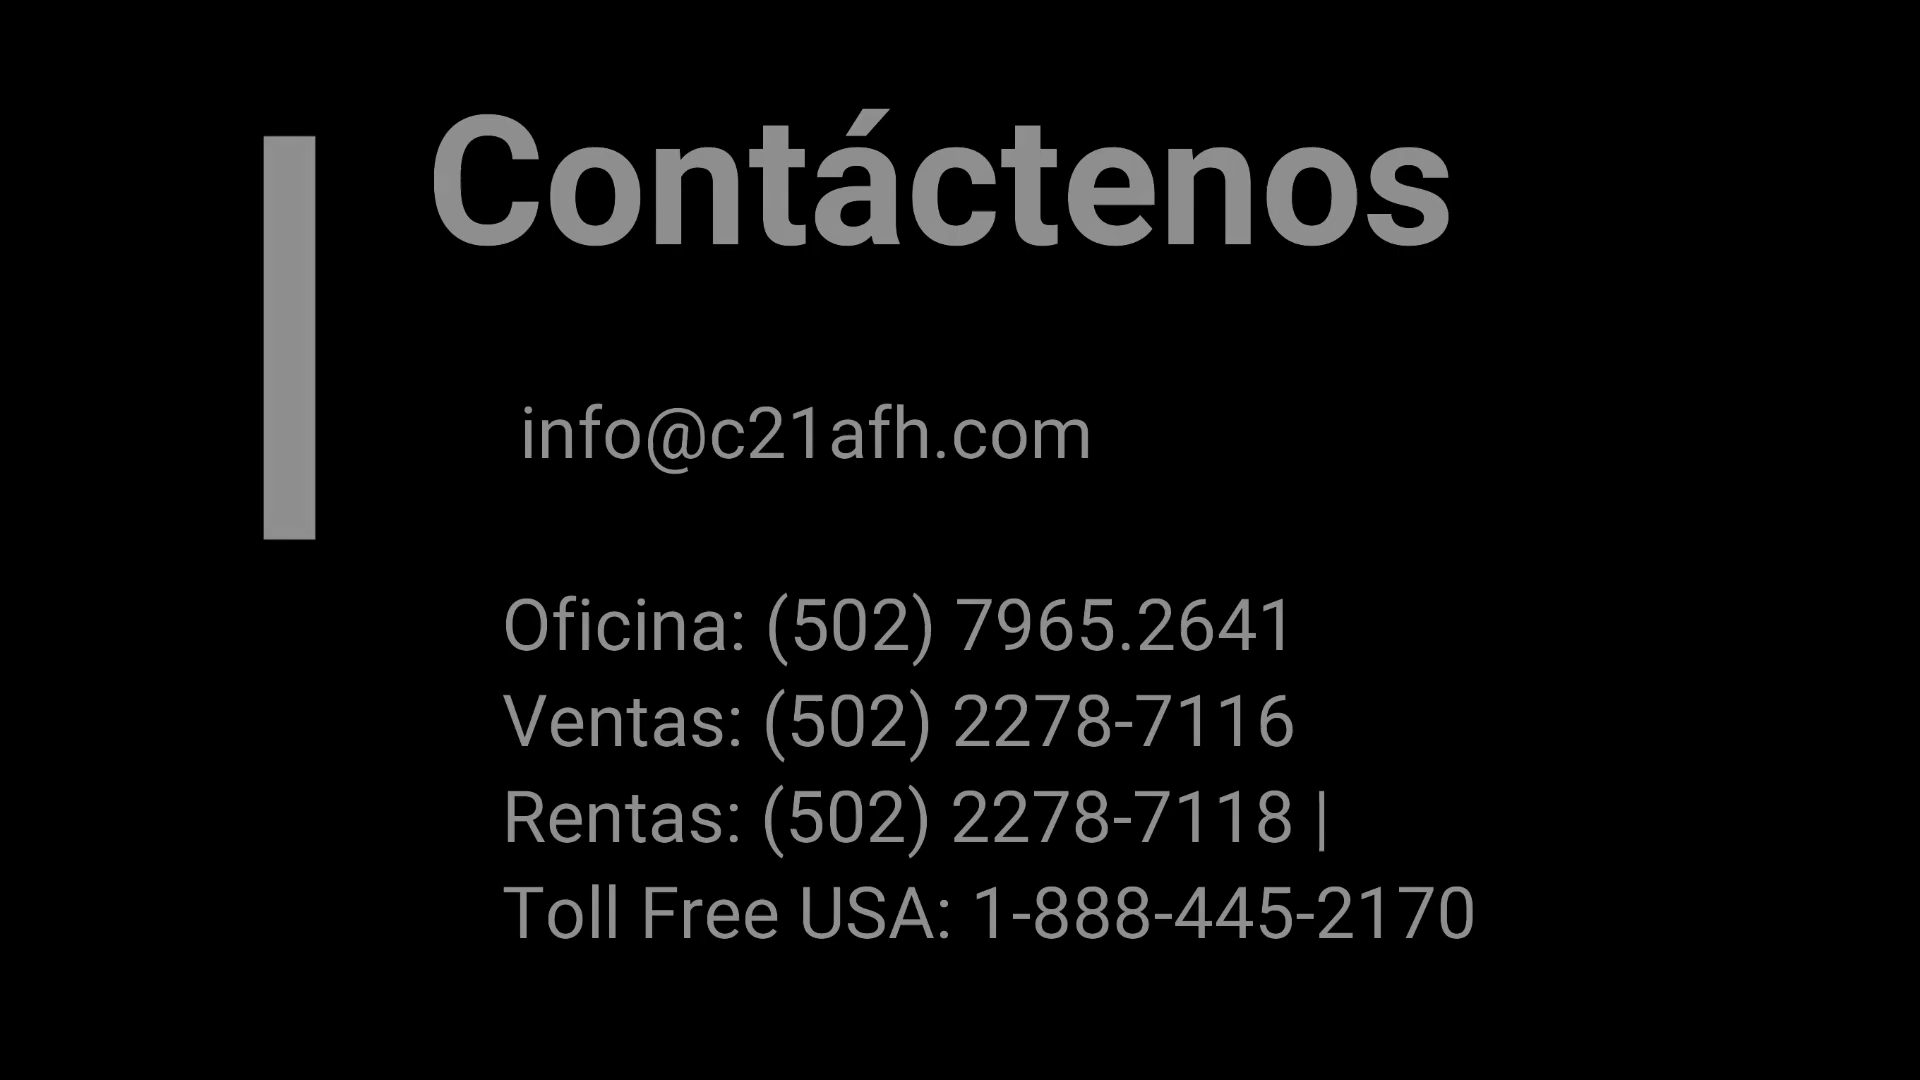 Contáctenos
info@c21afh.com
Oficina: (502) 7965.2641
Ventas: (502) 2278-7116
Rentas: (502) 2278-7118 |
Toll Free USA: 1-888-445-2170